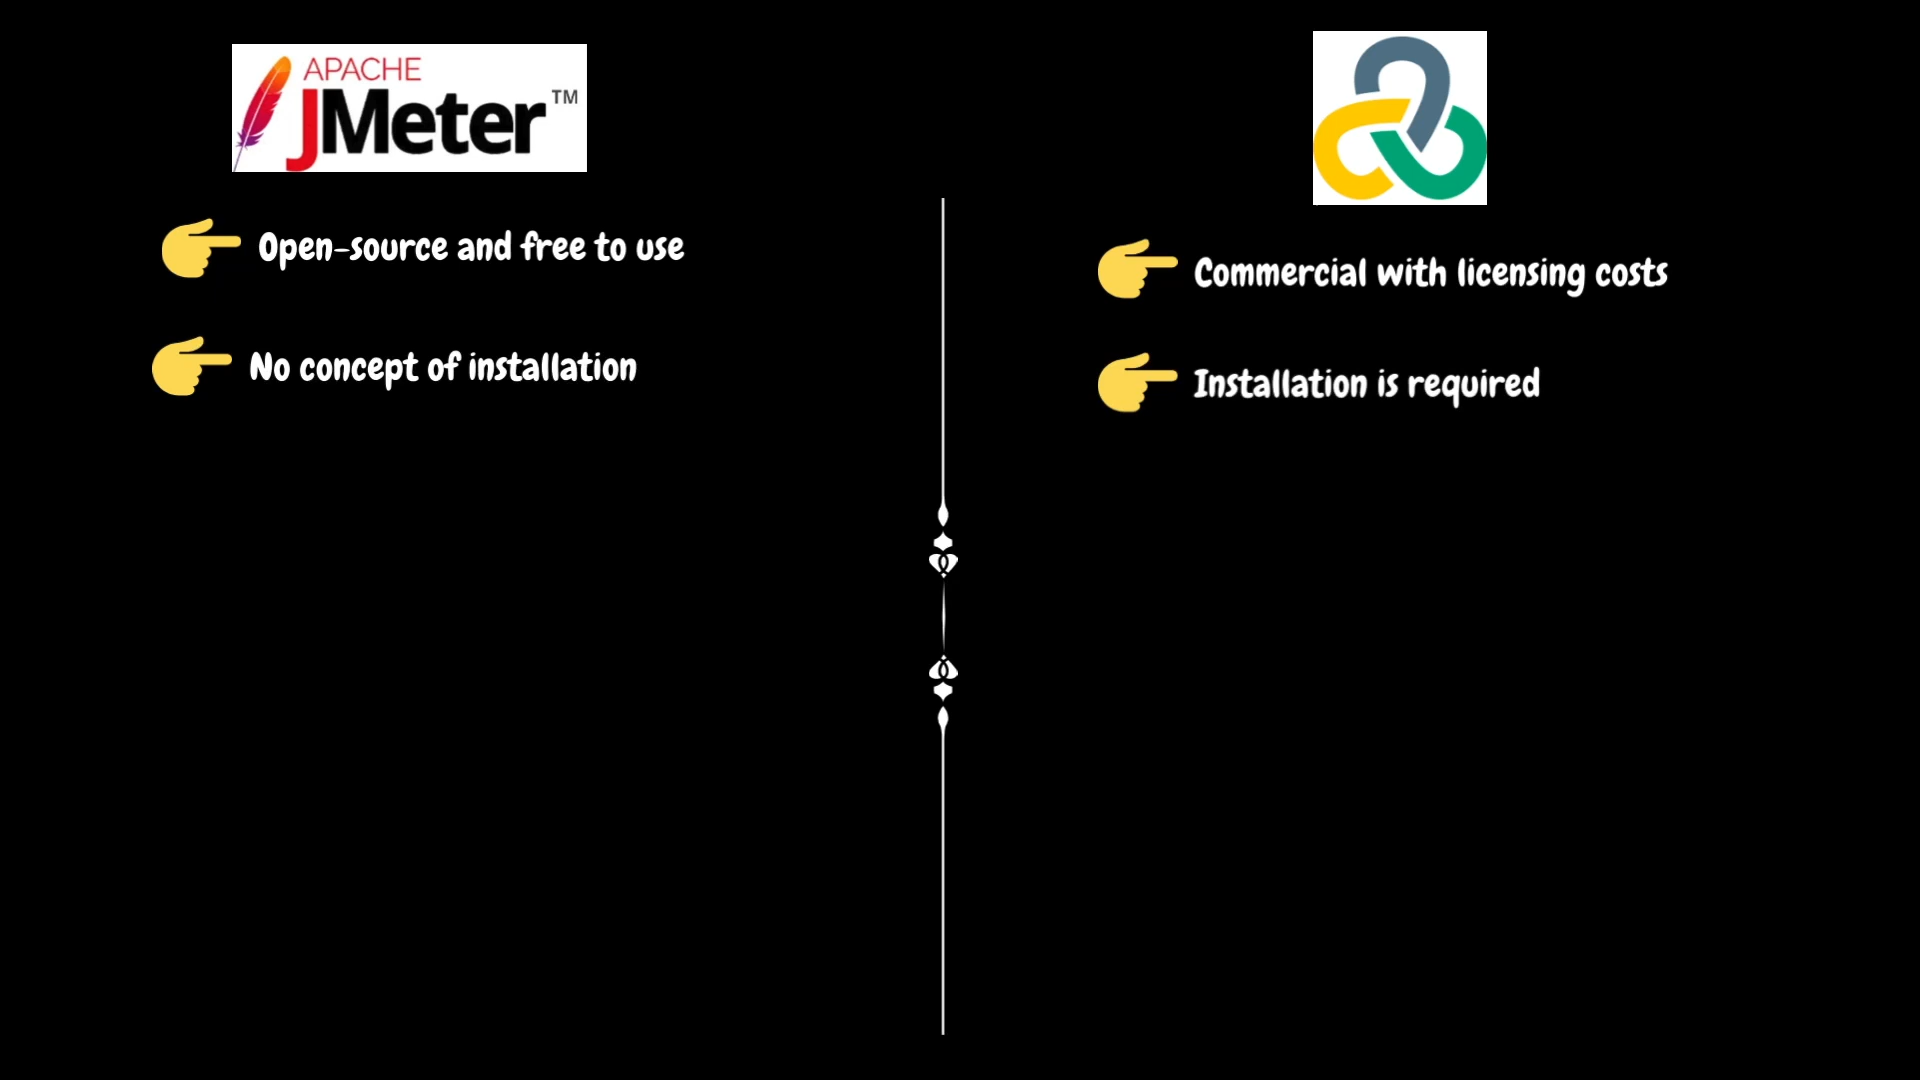 APACHE
JMeter™
Open-source and free to use
No concept of installation
Commercial with licensing costs
Installation is required